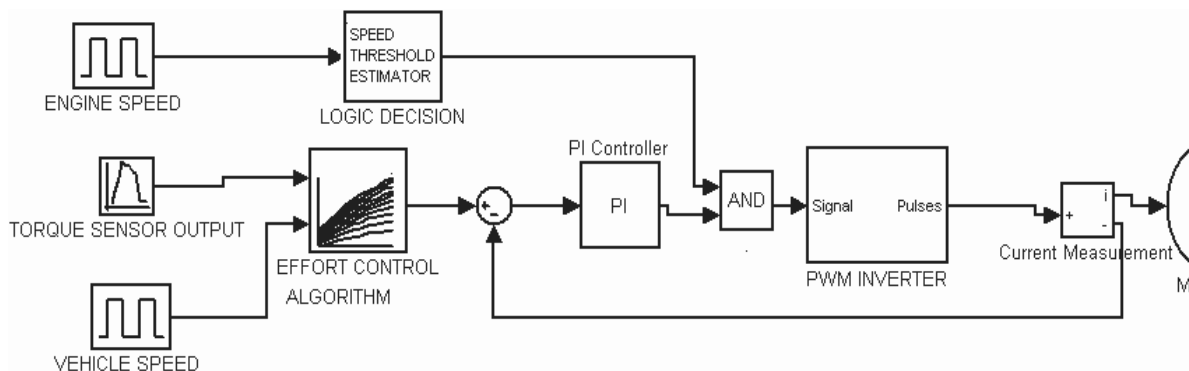 SPEED
THRESHOLD
ESTIMATOR
ENGINE SPEED
LOGIC DECISION
PI Controller
PI
AND
Signal
Pulses
i
+
-
+
-
TORQUE SENSOR OUTPUT
Current Measurement
EFFORT CONTROL
ALGORITHM
PWM INVERTER
M
VEHICLE SPEED